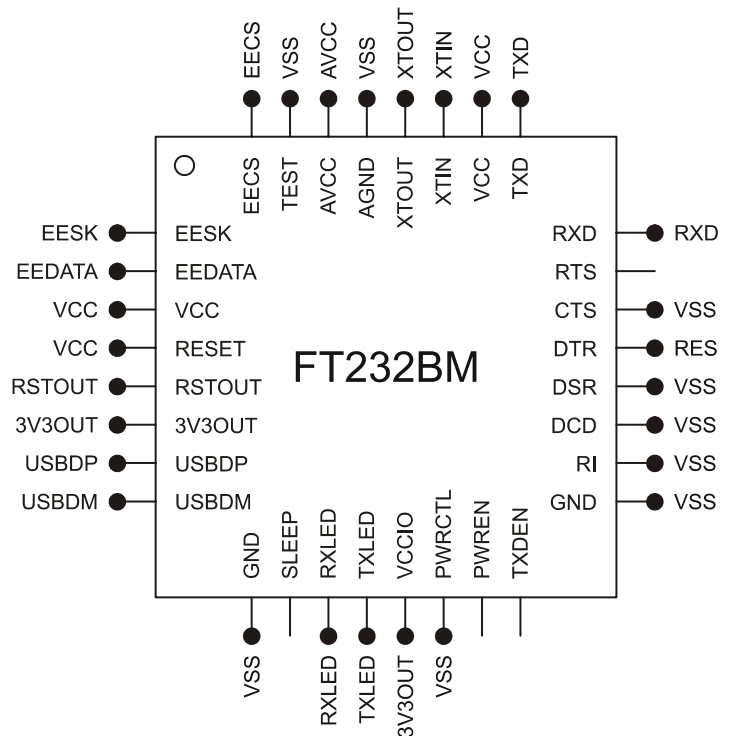 EECS VSS AVCC VSS XTOUT XTIN VCC TXD
EECS TEST AVCC AGND XTOUT XTIN VCC TXD
EESK EESK RXD RXD
EEDATA EEDATA RTS
VCC VCC CTS VSS
VCC RESET DTR RES
FT232BM
RSTOUT RSTOUT DSR VSS
3V3OUT 3V3OUT DCD VSS
USBDP USBDP RI VSS
USBDM USBDM GND VSS
GND SLEEP RXLED TXLED VCCIO PWRCTL PWREN TXDEN
VSS RXLED TXLED 3V3OUT VSS